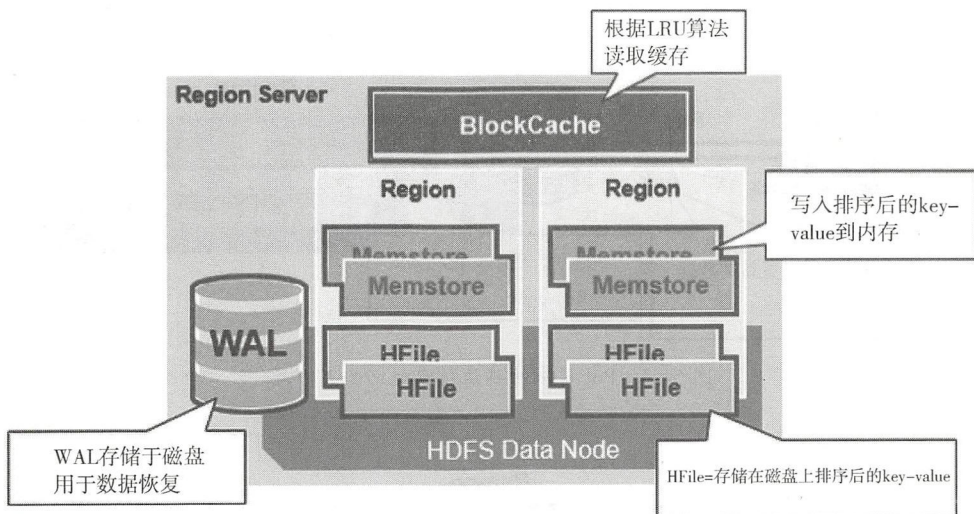 根据LRU算法
读取缓存
Region Server
BlockCache
Region
Region
写入排序后的key-
value到内存
Memstore
Memstore
Memstore
Memstore
WAL
HFile
HFile
HFile
HFile
WAL存储于磁盘
用于数据恢复
HDFS Data Node
HFile=存储在磁盘上排序后的key-value